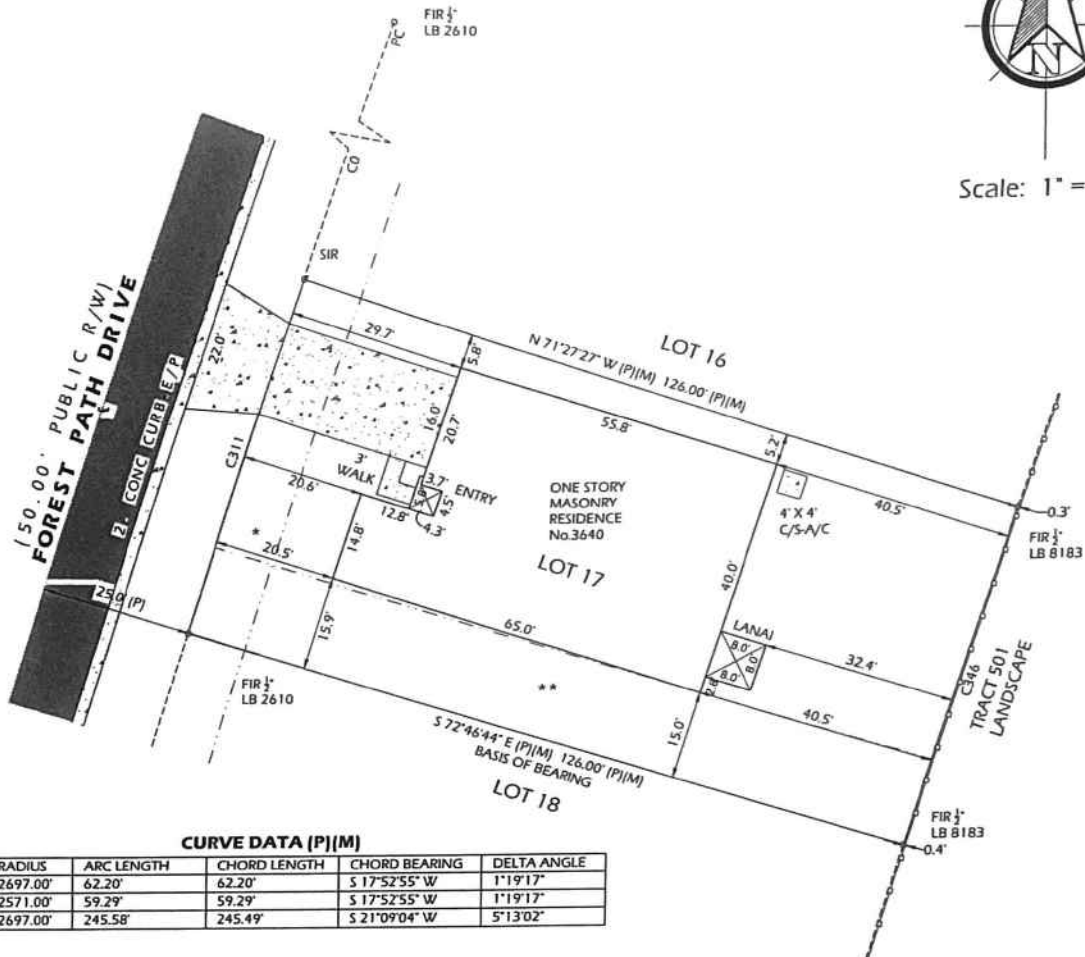 FIR ½"
LB 2610
PC
N
Scale: 1" =
CO
SIR
(50.00' PUBLIC R/W)
FOREST PATH DRIVE
2' CONC CURB-E/P
22.0'
29.7'
5.8'
N 71°27'27" W (P)(M) 126.00' (P)(M)
LOT 16
16.0'
20.7'
55.8'
5.2'
C311
3'
WALK
20.6'
3.7'
ENTRY
4.5'
12.8'
4.3'
14.8'
ONE STORY
MASONRY
RESIDENCE
No.3640
LOT 17
4' X 4'
C/S-A/C
40.5'
0.3'
FIR ½"
LB 8183
*
20.5'
40.0'
25.0' (P)
15.9'
65.0'
LANAI
8.0'
8.0'
8.0'
32.4'
C346
TRACT 501
LANDSCAPE
FIR ½"
LB 2610
**
15.0'
40.5'
S 72°46'44" E (P)(M) 126.00' (P)(M)
BASIS OF BEARING
LOT 18
FIR ½"
LB 8183
0.4'
CURVE DATA (P)(M)
RADIUS ARC LENGTH CHORD LENGTH CHORD BEARING DELTA ANGLE
2697.00' 62.20' 62.20' S 17°52'55" W 1°19'17"
2571.00' 59.29' 59.29' S 17°52'55" W 1°19'17"
2697.00' 245.58' 245.49' S 21°09'04" W 5°13'02"